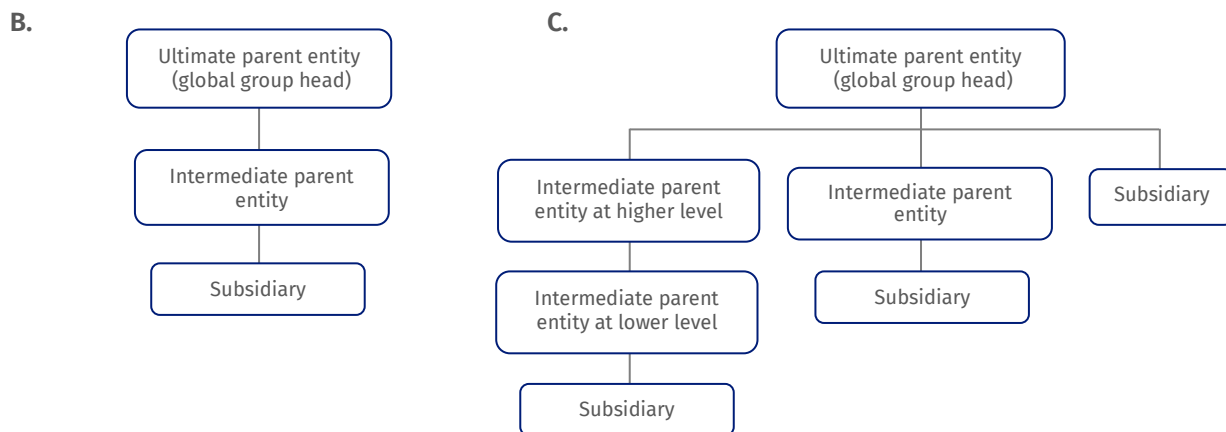 B.
Ultimate parent entity
(global group head)
Intermediate parent
entity
Subsidiary
C.
Ultimate parent entity
(global group head)
Intermediate parent
entity at higher level
Intermediate parent
entity at lower level
Subsidiary
Intermediate parent
entity
Subsidiary
Subsidiary